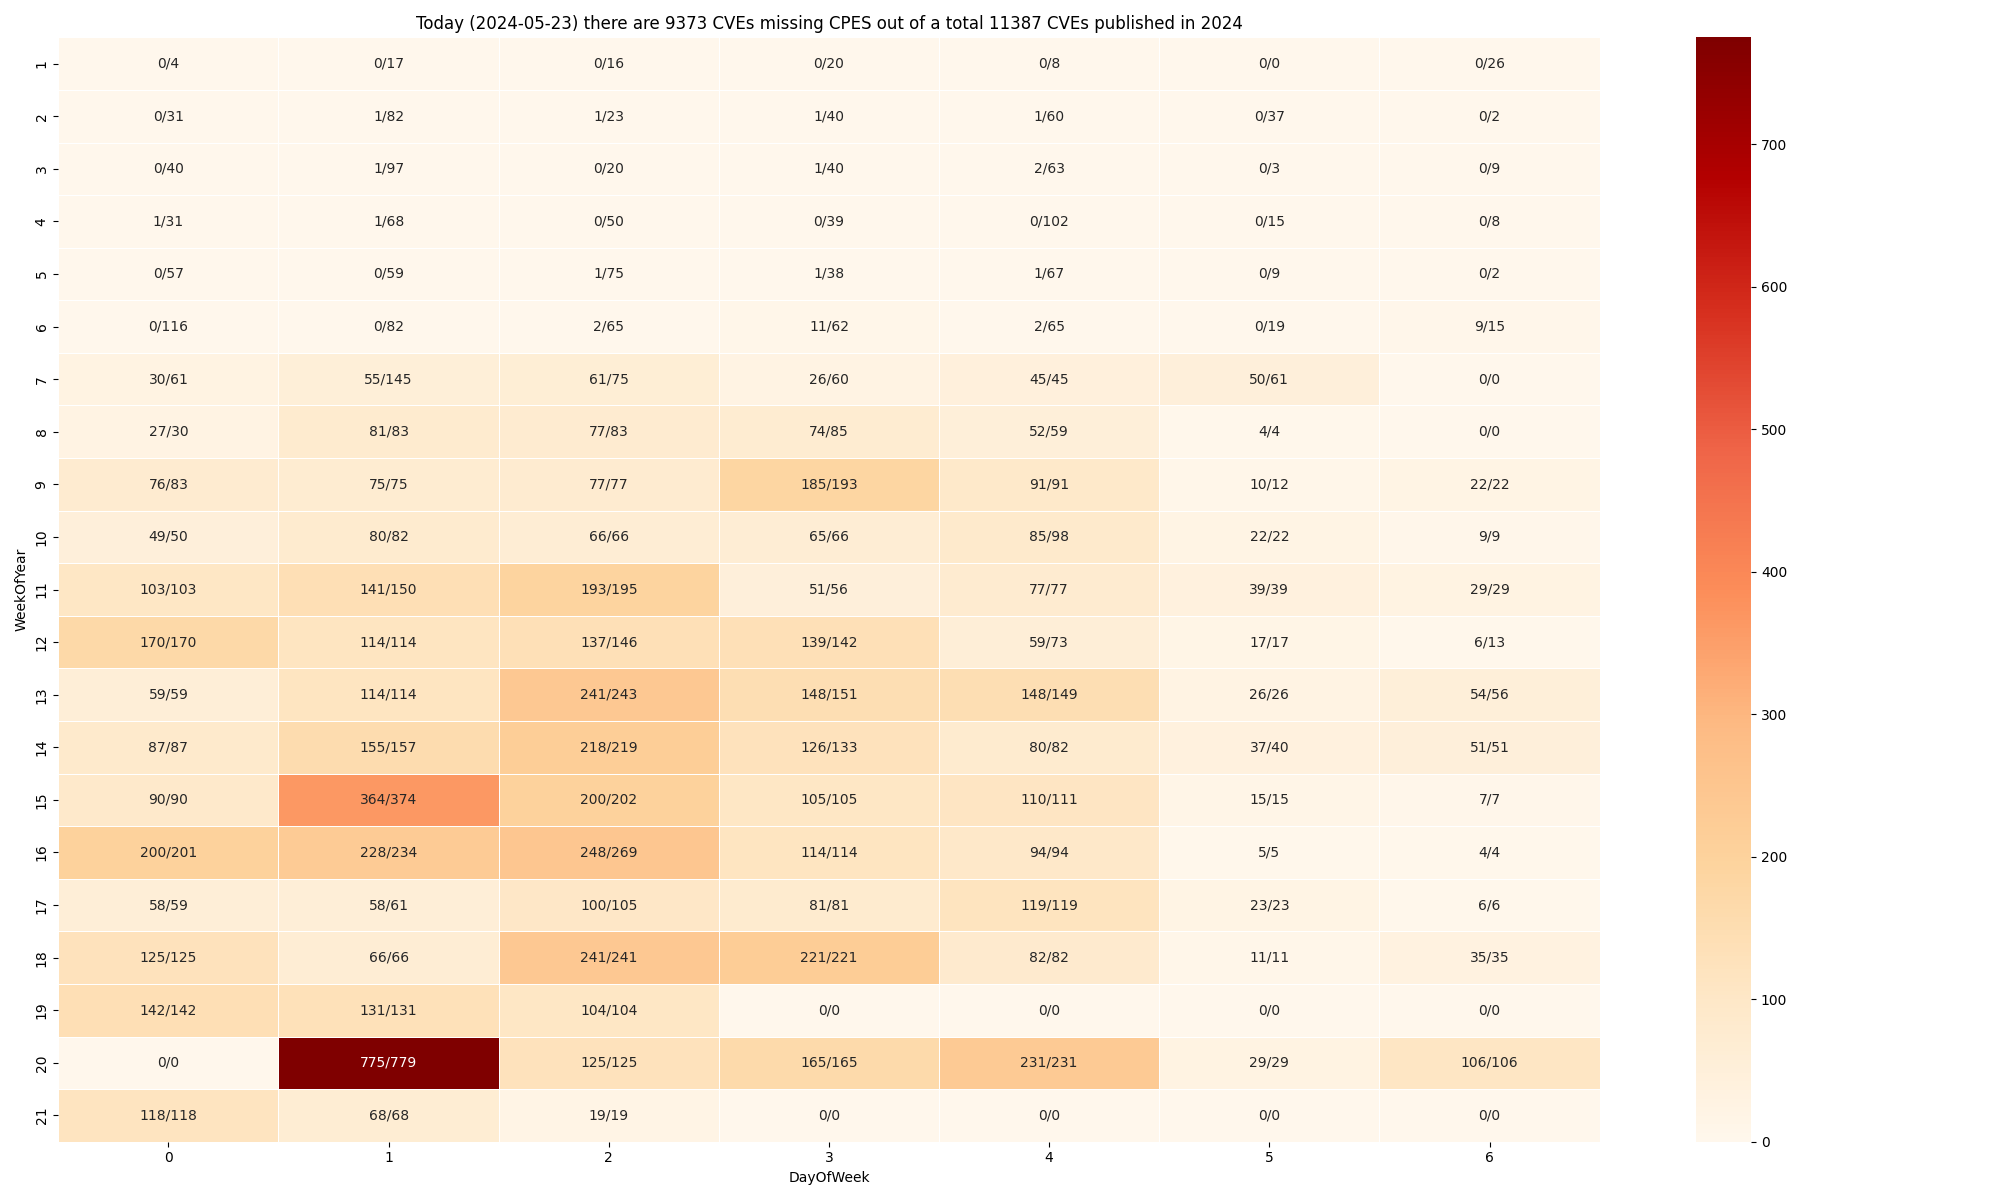 Today (2024-05-23) there are 9373 CVEs missing CPES out of a total 11387 CVEs published in 2024
1 0/4 0/17 0/16 0/20 0/8 0/0 0/26
2 0/31 1/82 1/23 1/40 1/60 0/37 0/2
3 0/40 1/97 0/20 1/40 2/63 0/3 0/9
4 1/31 1/68 0/50 0/39 0/102 0/15 0/8
5 0/57 0/59 1/75 1/38 1/67 0/9 0/2
6 0/116 0/82 2/65 11/62 2/65 0/19 9/15
7 30/61 55/145 61/75 26/60 45/45 50/61 0/0
8 27/30 81/83 77/83 74/85 52/59 4/4 0/0
9 76/83 75/75 77/77 185/193 91/91 10/12 22/22
10 49/50 80/82 66/66 65/66 85/98 22/22 9/9
11 103/103 141/150 193/195 51/56 77/77 39/39 29/29
12 170/170 114/114 137/146 139/142 59/73 17/17 6/13
13 59/59 114/114 241/243 148/151 148/149 26/26 54/56
14 87/87 155/157 218/219 126/133 80/82 37/40 51/51
15 90/90 364/374 200/202 105/105 110/111 15/15 7/7
16 200/201 228/234 248/269 114/114 94/94 5/5 4/4
17 58/59 58/61 100/105 81/81 119/119 23/23 6/6
18 125/125 66/66 241/241 221/221 82/82 11/11 35/35
19 142/142 131/131 104/104 0/0 0/0 0/0 0/0
20 0/0 775/779 125/125 165/165 231/231 29/29 106/106
21 118/118 68/68 19/19 0/0 0/0 0/0 0/0
0 1 2 3 4 5 6
DayOfWeek
WeekOfYear
700
600
500
400
300
200
100
0